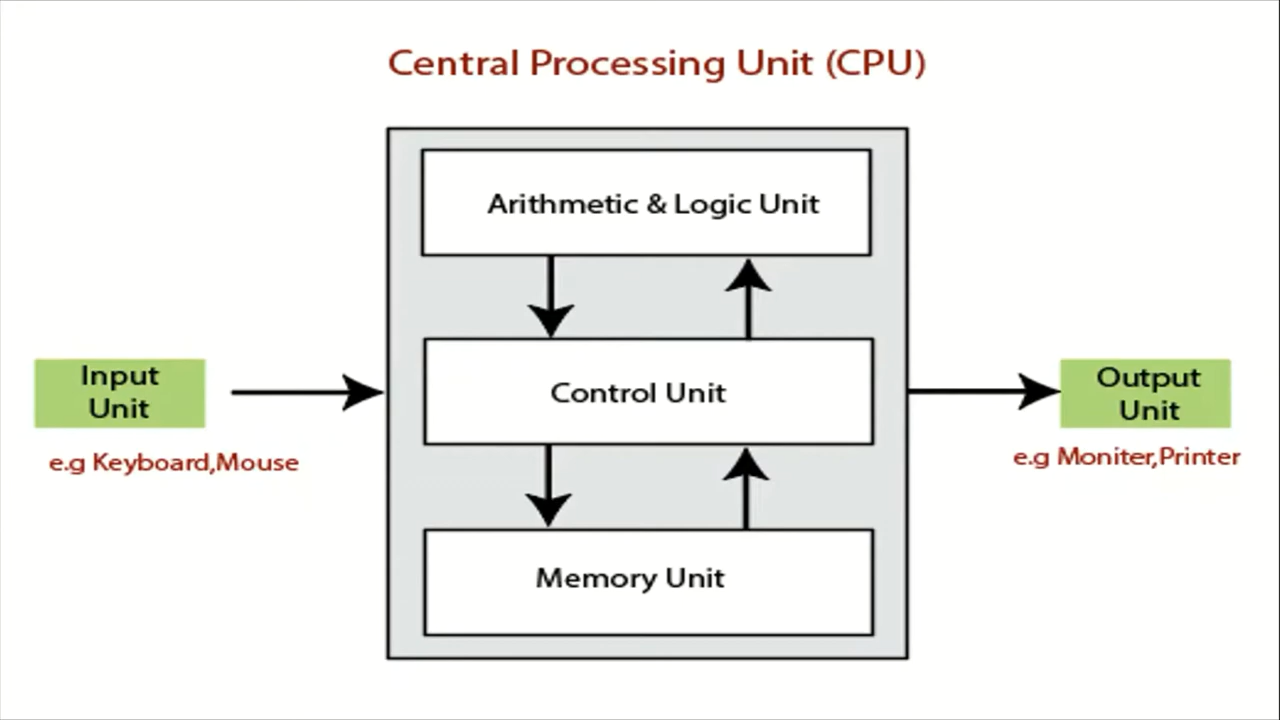 Central Processing Unit (CPU)
Arithmetic & Logic Unit
Control Unit
Memory Unit
Input
Unit
e.g Keyboard,Mouse
Output
Unit
e.g Moniter,Printer